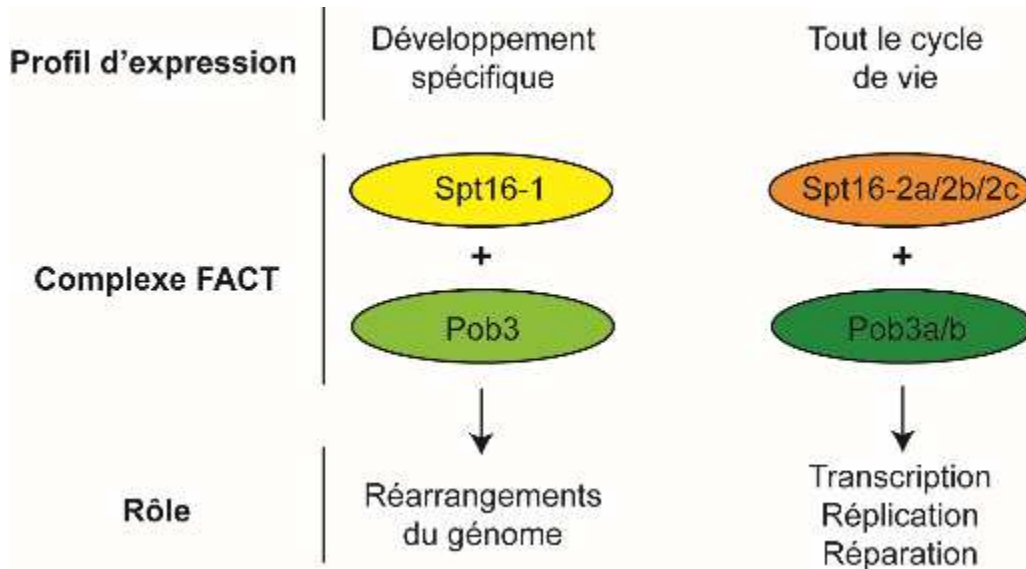 Profil d'expression
Développement
spécifique
Tout le cycle
de vie
Complexe FACT
Spt16-1
+
Pob3
Spt16-2a/2b/2c
+
Pob3a/b
Rôle
Réarrangements
du génome
Transcription
Réplication
Réparation